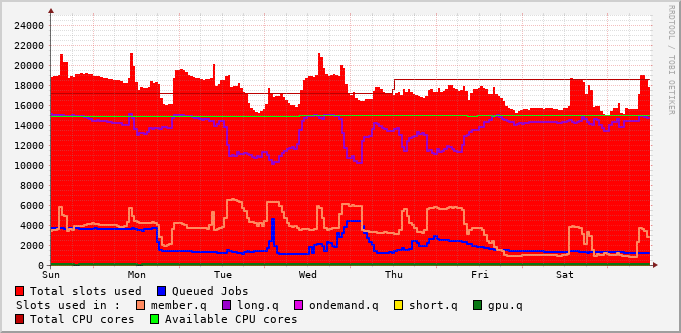 24000
22000
20000
18000
16000
14000
12000
10000
8000
6000
4000
2000
0
Sun Mon Tue Wed Thu Fri Sat
RRDTOOL / TOBI OETIKER
Total slots used Queued Jobs
Slots used in : member.q long.q ondemand.q short.q gpu.q
Total CPU cores Available CPU cores